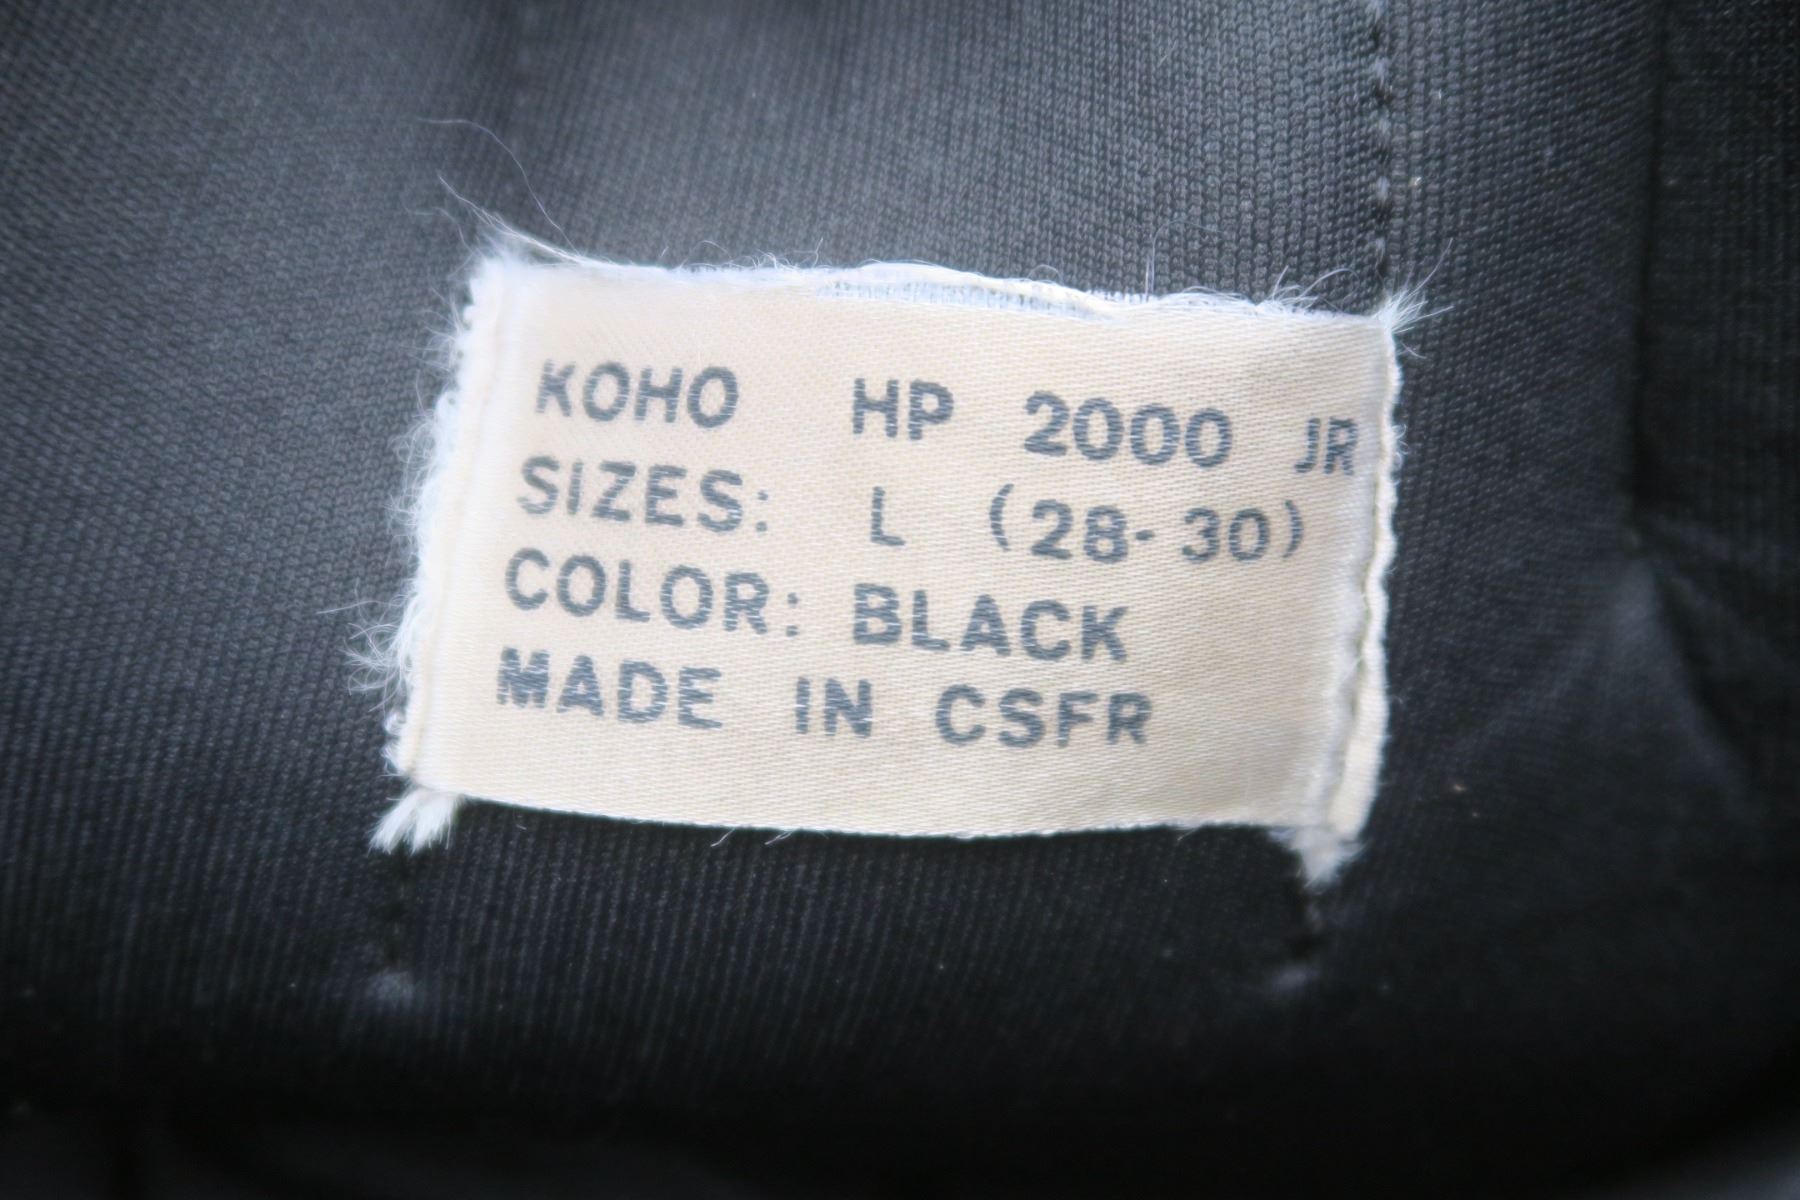 KOHO HP 2000 JR
SIZES: L (28-30)
COLOR: BLACK
MADE IN CSFR